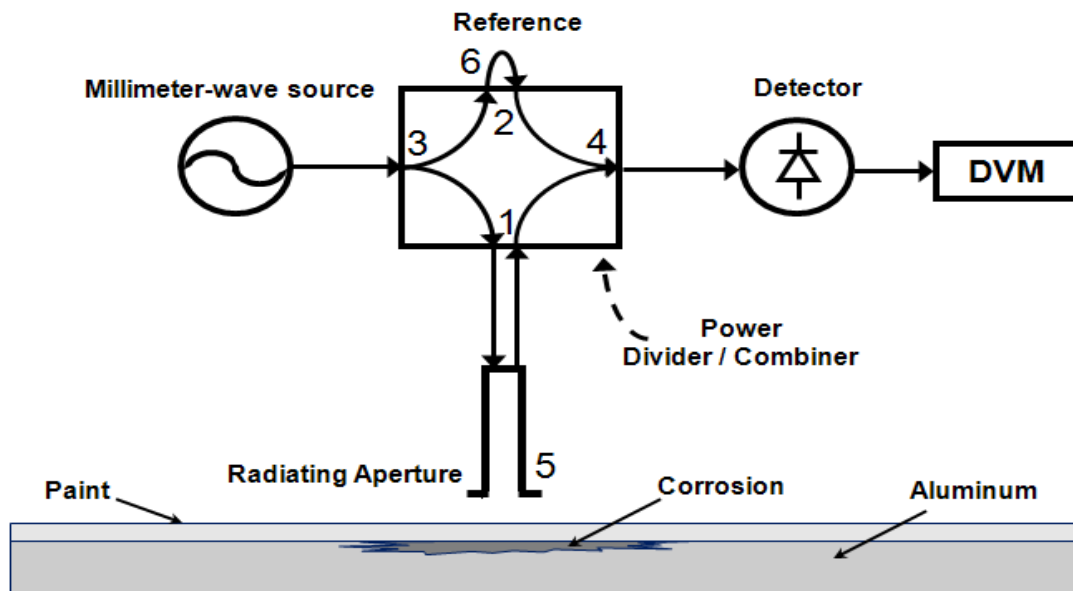 Reference
6
Millimeter-wave source
Detector
3
2
4
DVM
1
Power
Divider / Combiner
Radiating Aperture
5
Paint
Corrosion
Aluminum